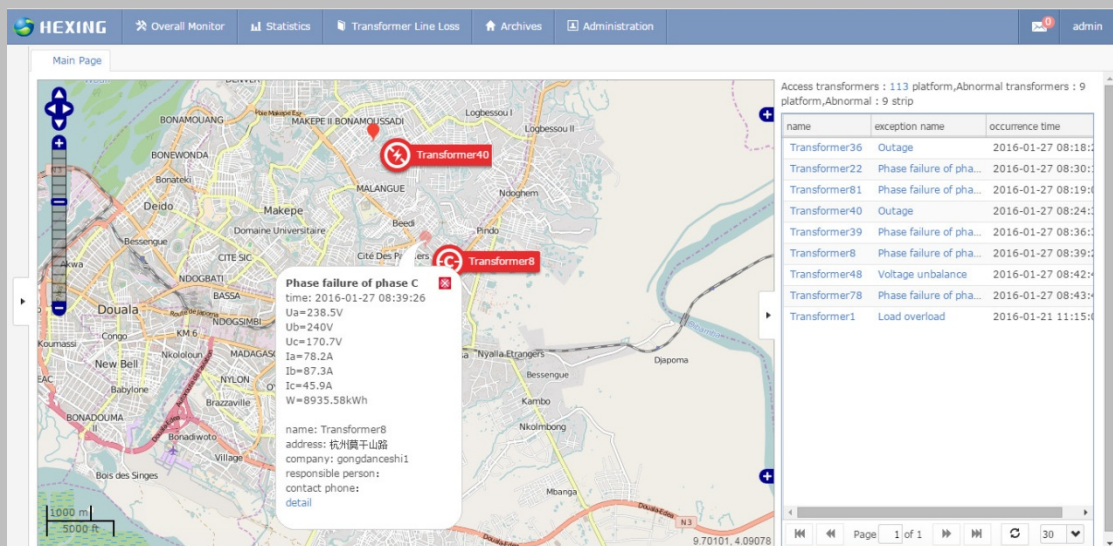 HEXING
Overall Monitor
Statistics
Transformer Line Loss
Archives
Administration
0
admin
Main Page
Access transformers : 113 platform,Abnormal transformers : 9
platform,Abnormal : 9 strip
name exception name occurrence time
Transformer36 Outage 2016-01-27 08:18:
Transformer22 Phase failure of pha... 2016-01-27 08:30:
Transformer81 Phase failure of pha... 2016-01-27 08:19:
Transformer40 Outage 2016-01-27 08:24:
Transformer39 Phase failure of pha... 2016-01-27 08:36:
Transformer8 Phase failure of pha... 2016-01-27 08:39:
Transformer48 Voltage unbalance 2016-01-27 08:42:
Transformer78 Phase failure of pha... 2016-01-27 08:43:
Transformer1 Load overload 2016-01-21 11:15:
Page 1 of 1
30
BONAMOUANG
MAKEPE II BONAMOUSSADI
Logbessou I
Logbessou II
Transformer40
BONEWONDA
Bonateki
MALANGUE
Ndoghem
Deido
Makepe
Beedi
Domaine Universitaire
Pindo
Bessengue
CITE SIC
Cité Des
C
Transformer8
Akwa
NDOGBATI
BASSA
Douala
NDOGSIMBI
Congo
KM 6
Koumassi
Nkololoun
New Bell
Nyalla Etrangers
Djapoma
Babylone
NYLON
Bessengue
Brazzaville
Kambo
BONADOUMA
II
Nkolmbong
Bonadiwoto
Village
Bois des Singes
Mbanga
N3
Phase failure of phase C
time: 2016-01-27 08:39:26
Ua=238.5V
Ub=240V
Uc=170.7V
Ia=78.2A
Ib=87.3A
Ic=45.9A
W=8935.58kWh
name: Transformer8
address: 杭州莫干山路
company: gongdanceshi1
responsible person:
contact phone:
detail
1000 m
5000 ft
9.70101, 4.09078